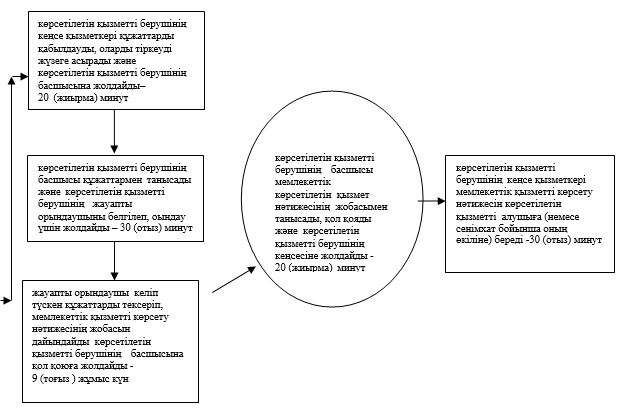 көрсетілетін қызметті берушінің
кеңсе қызметкері құжаттарды
қабылдауды, оларды тіркеуді
жүзеге асырады және
көрсетілетін қызметті берушінің
басшысына жолдайды–
20 (жиырма) минут
көрсетілетін қызметті берушінің
басшысы құжаттармен танысады
және көрсетілетін қызметті
берушінің жауапты
орындаушыны белгілеп, оындау
үшін жолдайды – 30 (отыз) минут
жауапты орындаушы келіп
түскен құжаттарды тексеріп,
мемлекеттік қызметті көрсету
нәтижесінің жобасын
дайындайды көрсетілетін
қызметті берушінің басшысына
қол қоюға жолдайды -
9 (тоғыз ) жұмыс күн
көрсетілетін қызметті
берушінің басшысы
мемлекеттік
көрсетілетін қызмет
нәтижесінің жобасымен
танысады, қол қояды
және көрсетілетін
қызметті берушінің
кеңсесіне жолдайды -
20 (жиырма) минут
көрсетілетін қызметті
берушінің кеңсе қызметкері
мемлекеттік қызметті көрсету
нәтижесін көрсетілетін
қызметті алушыға (немесе
сенімхат бойынша оның
өкіліне) береді -30 (отыз) минут